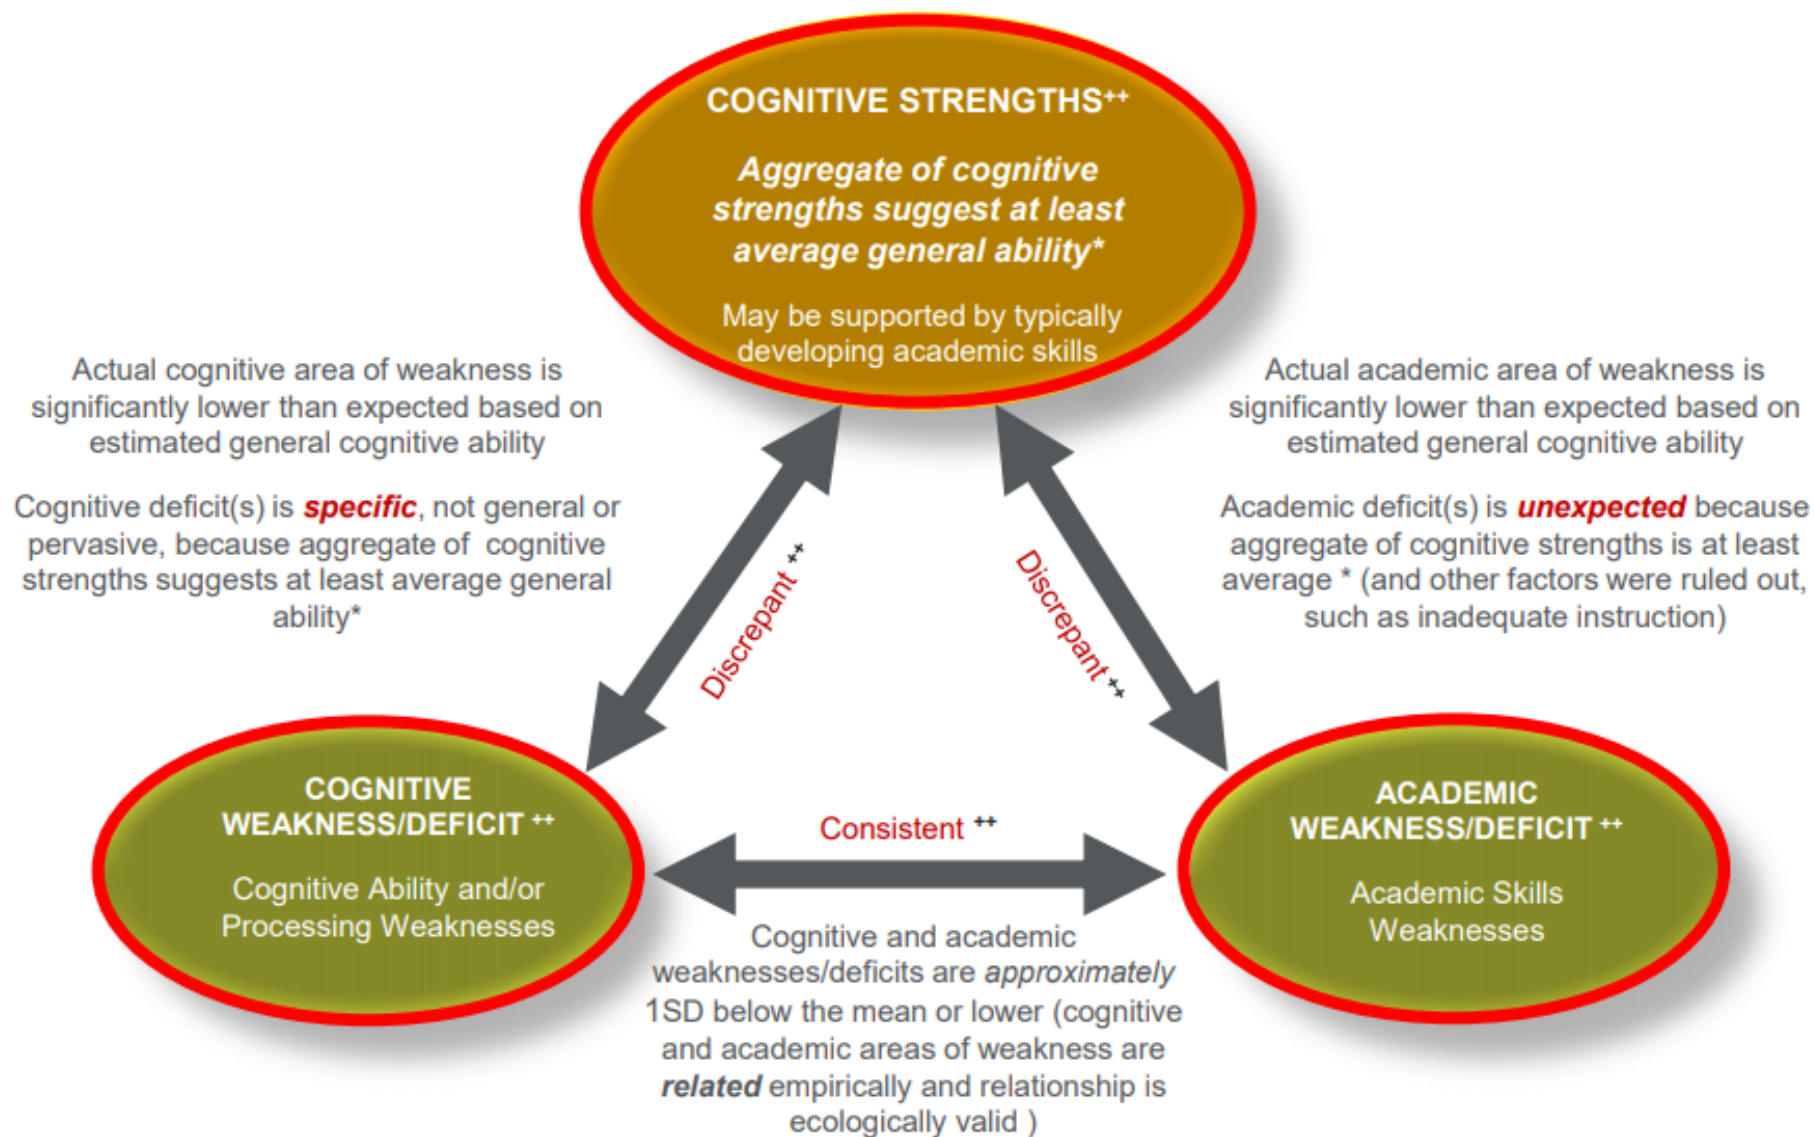 COGNITIVE STRENGTHS++
Aggregate of cognitive
strengths suggest at least
average general ability*
May be supported by typically
developing academic skills
Actual cognitive area of weakness is
significantly lower than expected based on
estimated general cognitive ability
Cognitive deficit(s) is specific, not general or
pervasive, because aggregate of cognitive
strengths suggests at least average general
ability*
Actual academic area of weakness is
significantly lower than expected based on
estimated general cognitive ability
Academic deficit(s) is unexpected because
aggregate of cognitive strengths is at least
average * (and other factors were ruled out,
such as inadequate instruction)
Discrepant ++
Discrepant ++
COGNITIVE
WEAKNESS/DEFICIT ++
Cognitive Ability and/or
Processing Weaknesses
Consistent ++
ACADEMIC
WEAKNESS/DEFICIT ++
Academic Skills
Weaknesses
Cognitive and academic
weaknesses/deficits are approximately
1SD below the mean or lower (cognitive
and academic areas of weakness are
related empirically and relationship is
ecologically valid )